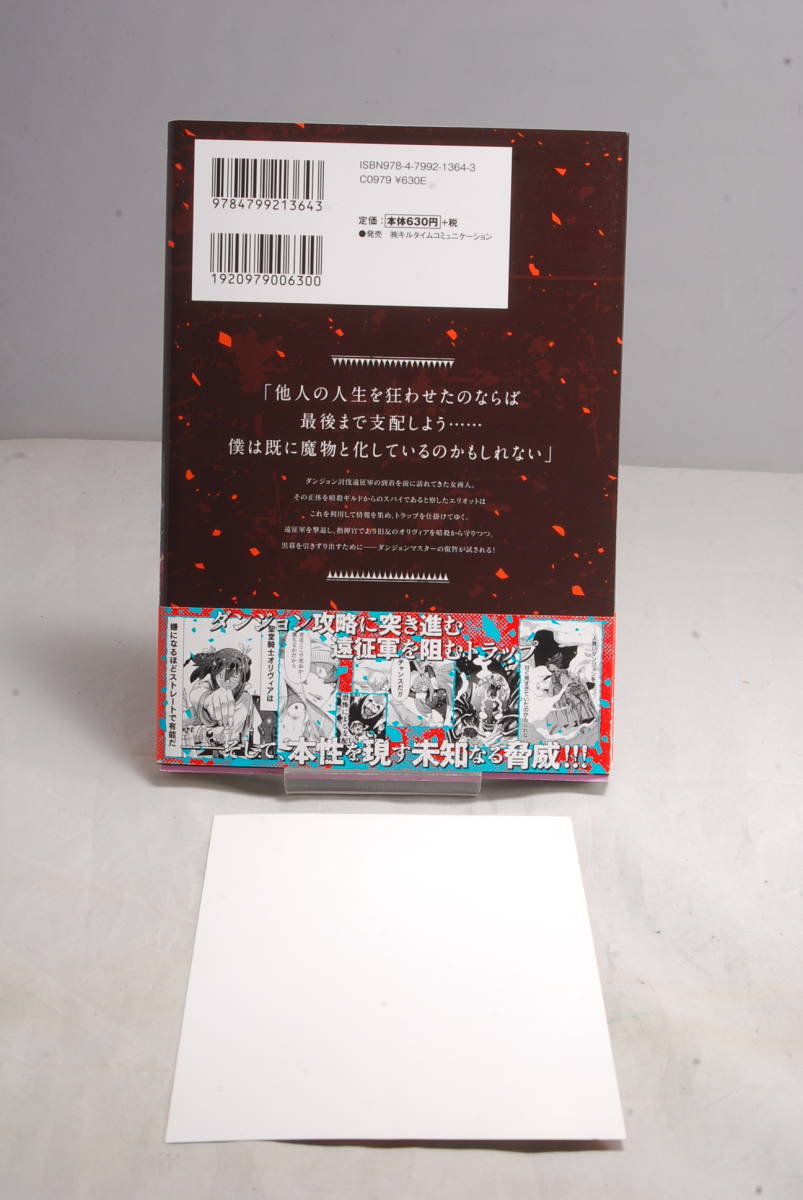 ISBN978-4-7992-1364-3
C0979 ¥630E
9784799213643
定価：本体630円+税
●発売 ㈱キルタイムコミュニケーション
1920979006300
「他人の人生を狂わせたのならば
最後まで支配しよう……
僕は既に魔物と化しているのかもしれない」
ダンジョン討伐遠征軍の到着を前に訪れてきた女商人。
その正体を暗殺ギルドからのスパイであると察したエリオットは
これを利用して情報を集め、トラップを仕掛けてゆく。
遠征軍を撃退し、指揮官であり旧友のオリヴィアを暗殺から守りつつ、
黒幕を引きずり出すために――ダンジョンマスターの叡智が試される!
ダンジョン攻略に突き進む
遠征軍を阻むトラップ
聖堂騎士オリヴィアは
嫌になるほどストレートで有能だ
チャンスだ!!
そして、本性を現す未知なる脅威!!!